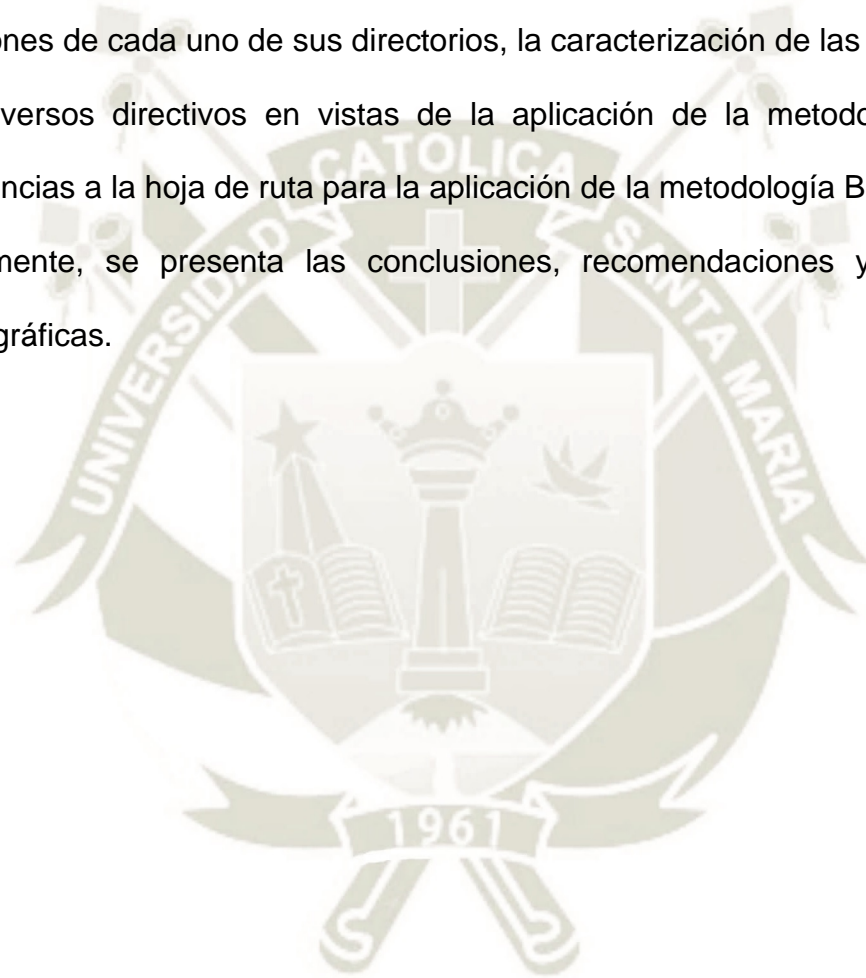 ones de cada uno de sus directorios, la caracterización de las
versos directivos en vistas de la aplicación de la metodo
ncias a la hoja de ruta para la aplicación de la metodología B
mente, se presenta las conclusiones, recomendaciones y
gráficas.
UNIVERSIDAD CATOLICA SANTA MARIA
1961